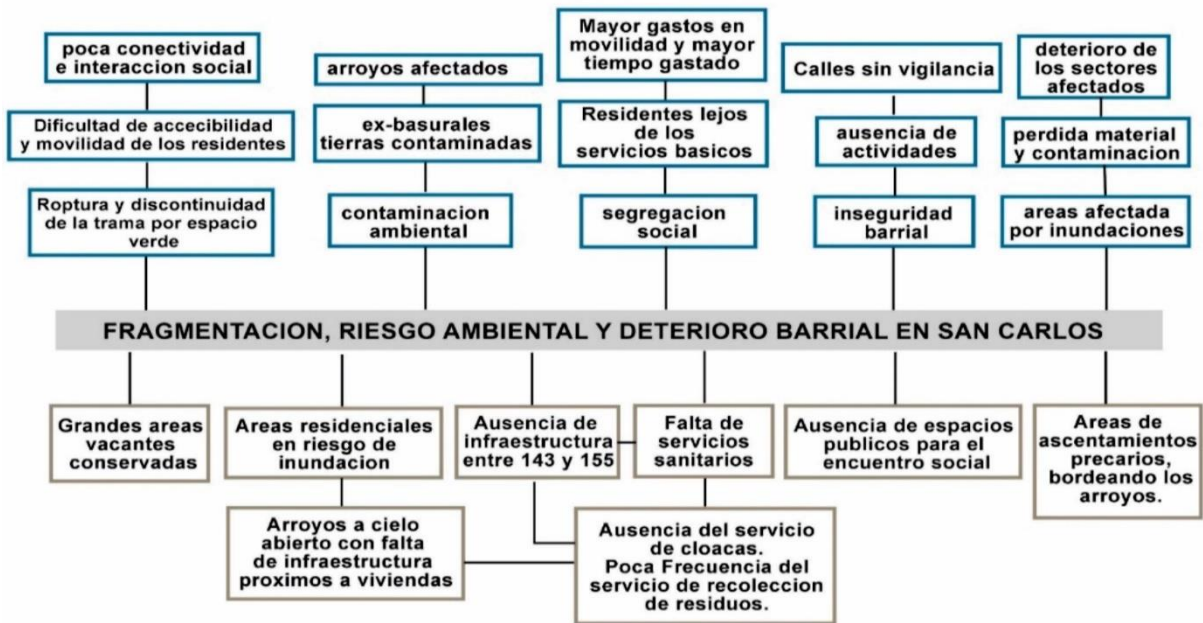 poca conectividad
e interaccion social
arroyos afectados
Mayor gastos en
movilidad y mayor
tiempo gastado
Calles sin vigilancia
deterioro de
los sectores
afectados
Dificultad de accecibilidad
y movilidad de los residentes
ex-basurales
tierras contaminadas
Residentes lejos
de los
servicios basicos
ausencia de
actividades
perdida material
y contaminacion
Roptura y discontinuidad
de la trama por espacio
verde
contaminacion
ambiental
segregacion
social
inseguridad
barrial
areas afectada
por inundaciones
FRAGMENTACION, RIESGO AMBIENTAL Y DETERIORO BARRIAL EN SAN CARLOS
Grandes areas
vacantes
conservadas
Areas residenciales
en riesgo de
inundacion
Ausencia de
infraestructura
entre 143 y 155
Falta de
servicios
sanitarios
Ausencia de espacios
publicos para el
encuentro social
Areas de
ascentamientos
precarios,
bordeando los
arroyos.
Arroyos a cielo
abierto con falta
de infraestructura
proximos a viviendas
Ausencia del servicio
de cloacas.
Poca Frecuencia del
servicio de recoleccion
de residuos.